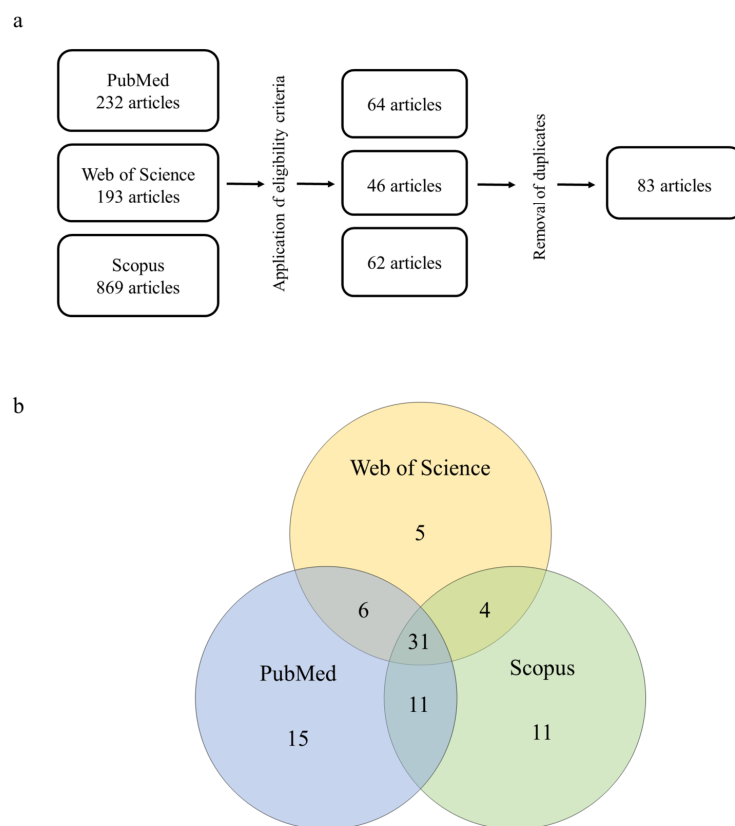 a
PubMed
232 articles
Web of Science
193 articles
Scopus
869 articles
Application of eligibility criteria
64 articles
46 articles
62 articles
Removal of duplicates
83 articles
b
Web of Science
5
6
4
31
PubMed
Scopus
11
15
11